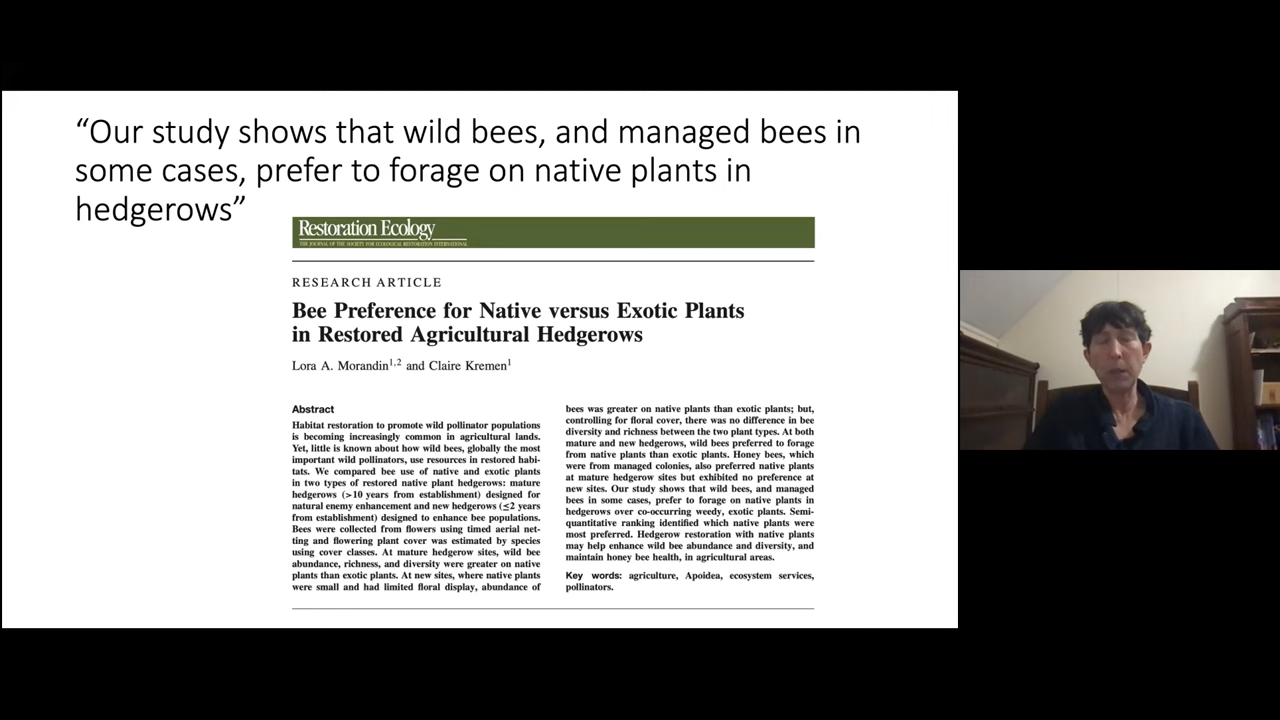 “Our study shows that wild bees, and managed bees in
some cases, prefer to forage on native plants in
hedgerows”
Restoration Ecology
THE JOURNAL OF THE SOCIETY FOR ECOLOGICAL RESTORATION INTERNATIONAL
RESEARCH ARTICLE
Bee Preference for Native versus Exotic Plants
in Restored Agricultural Hedgerows
Lora A. Morandin1,2 and Claire Kremen1
Abstract
Habitat restoration to promote wild pollinator populations
is becoming increasingly common in agricultural lands.
Yet, little is known about how wild bees, globally the most
important wild pollinators, use resources in restored habi-
tats. We compared bee use of native and exotic plants
in two types of restored native plant hedgerows: mature
hedgerows (>10 years from establishment) designed for
natural enemy enhancement and new hedgerows (≤2 years
from establishment) designed to enhance bee populations.
Bees were collected from flowers using timed aerial net-
ting and flowering plant cover was estimated by species
using cover classes. At mature hedgerow sites, wild bee
abundance, richness, and diversity were greater on native
plants than exotic plants. At new sites, where native plants
were small and had limited floral display, abundance of
bees was greater on native plants than exotic plants; but,
controlling for floral cover, there was no difference in bee
diversity and richness between the two plant types. At both
mature and new hedgerows, wild bees preferred to forage
from native plants than exotic plants. Honey bees, which
were from managed colonies, also preferred native plants
at mature hedgerow sites but exhibited no preference at
new sites. Our study shows that wild bees, and managed
bees in some cases, prefer to forage on native plants in
hedgerows over co-occurring weedy, exotic plants. Semi-
quantitative ranking identified which native plants were
most preferred. Hedgerow restoration with native plants
may help enhance wild bee abundance and diversity, and
maintain honey bee health, in agricultural areas.
Key words: agriculture, Apoidea, ecosystem services,
pollinators.